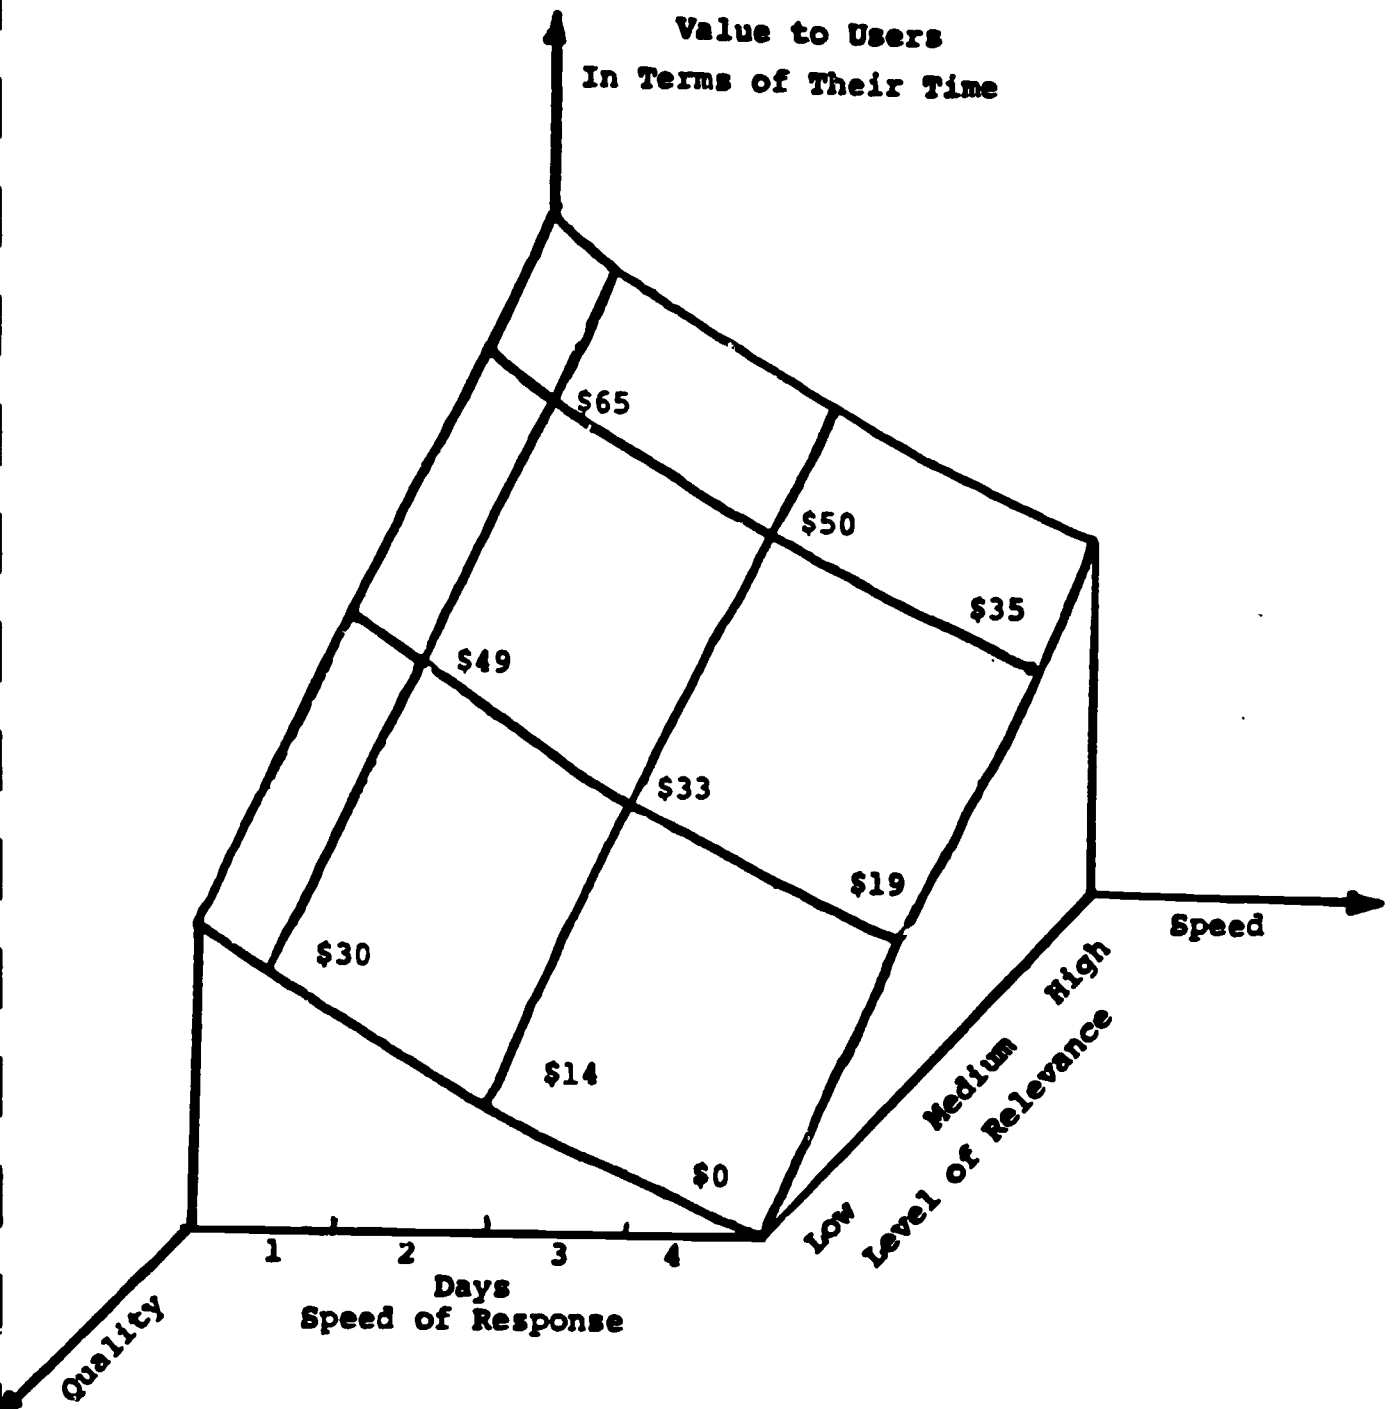 Value to Users
In Terms of Their Time
$65
$50
$35
$49
$33
$19
$30
$14
$0
Speed
High
Medium
Low
Level of Relevance
1 2 3 4
Days
Speed of Response
Quality